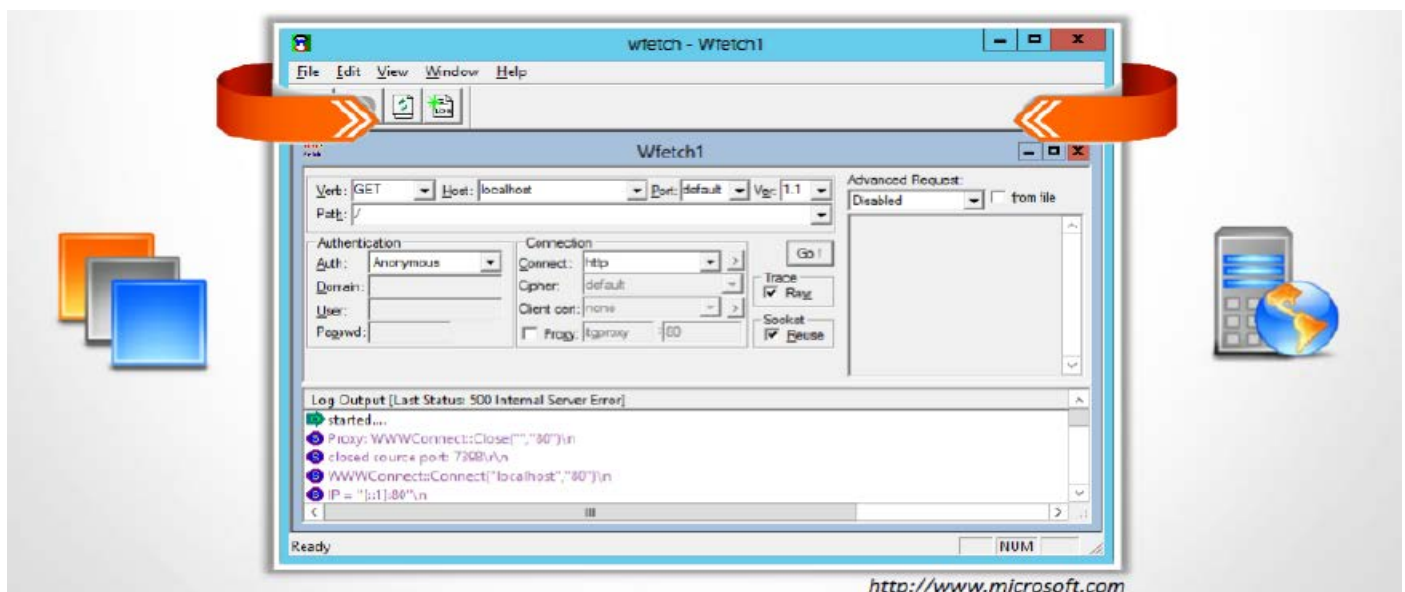 wfetch - Wfetch1
File Edit View Window Help
Wfetch1
Verb: GET Host: localhost Port: default Ver: 1.1
Advanced Request:
Disabled from file
Path: /
Authentication
Connection
Go!
Auth: Anonymous
Connect: http >
Trace
Domain:
Cipher: default
Raw
User:
Client cert: none >
Socket
Passwd:
Proxy: itgproxy : 80
Reuse
Log Output [Last Status: 500 Internal Server Error]
started....
Proxy: WWWConnect::Close("","80")\n
closed source port: 7398\r\n
WWWConnect::Connect("localhost","80")\n
IP = "[::1]:80"\n
Ready
NUM
http://www.microsoft.com